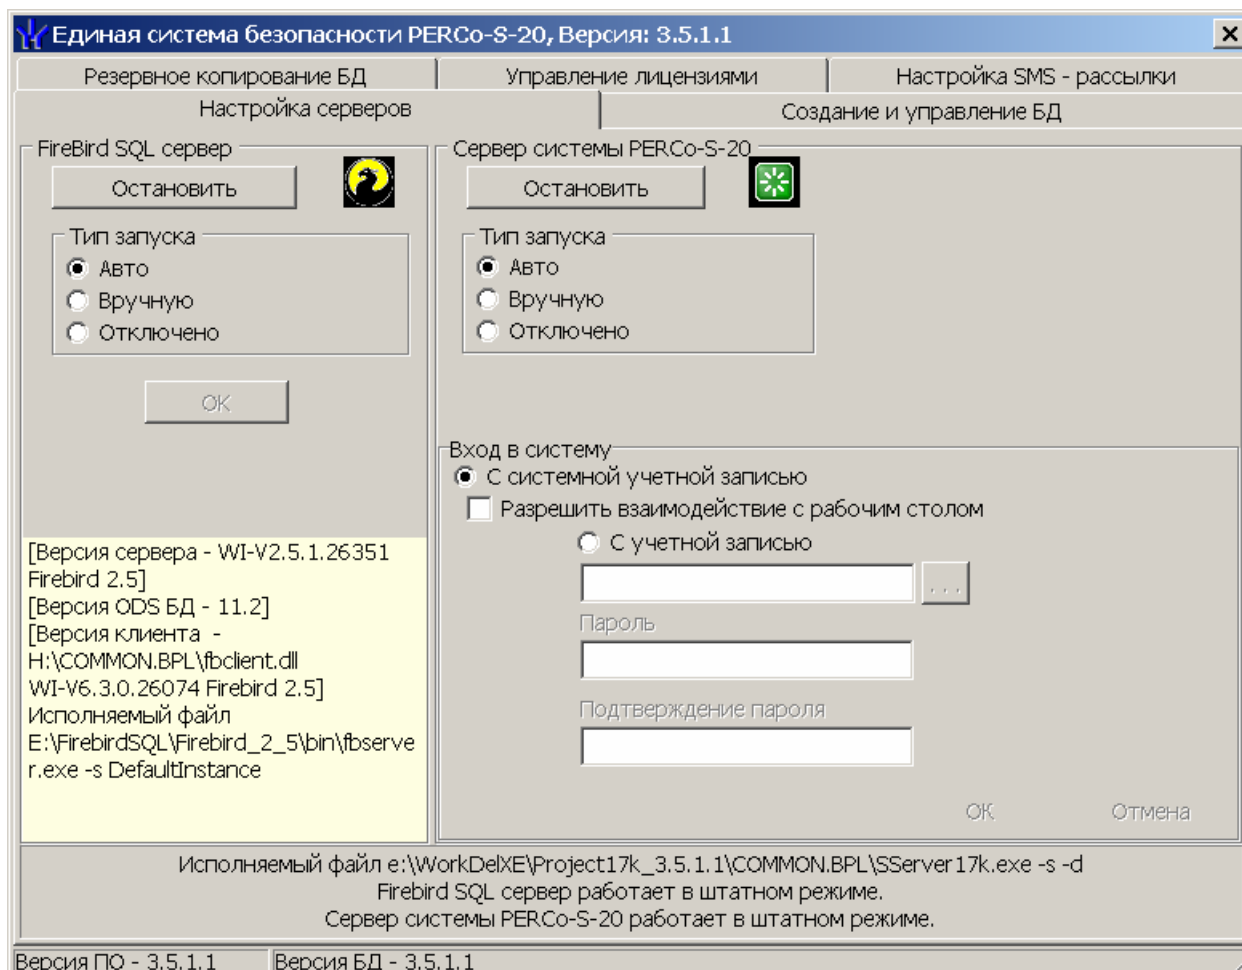 Единая система безопасности PERCo-S-20, Версия: 3.5.1.1
Резервное копирование БД
Управление лицензиями
Настройка SMS - рассылки
Настройка серверов
Создание и управление БД
FireBird SQL сервер
Остановить
Тип запуска
Авто
Вручную
Отключено
OK
[Версия сервера - WI-V2.5.1.26351
Firebird 2.5]
[Версия ODS БД - 11.2]
[Версия клиента -
H:\COMMON.BPL\fbclient.dll
WI-V6.3.0.26074 Firebird 2.5]
Исполняемый файл
E:\FirebirdSQL\Firebird_2_5\bin\fbserve
r.exe -s DefaultInstance
Сервер системы PERCo-S-20
Остановить
Тип запуска
Авто
Вручную
Отключено
Вход в систему
С системной учетной записью
Разрешить взаимодействие с рабочим столом
С учетной записью
...
Пароль
Подтверждение пароля
OK
Отмена
Исполняемый файл e:\WorkDelXE\Project17k_3.5.1.1\COMMON.BPL\SServer17k.exe -s -d
Firebird SQL сервер работает в штатном режиме.
Сервер системы PERCo-S-20 работает в штатном режиме.
Версия ПО - 3.5.1.1
Версия БД - 3.5.1.1